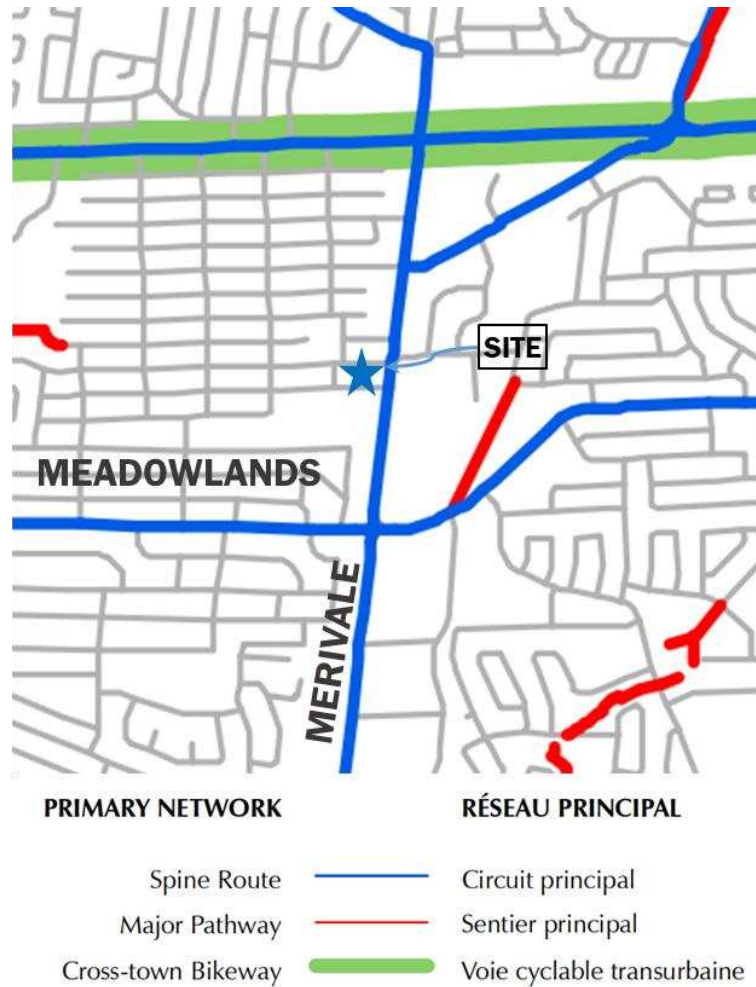 SITE
MEADOWLANDS
MERIVALE
PRIMARY NETWORK RÉSEAU PRINCIPAL
Spine Route Circuit principal
Major Pathway Sentier principal
Cross-town Bikeway Voie cyclable transurbaine